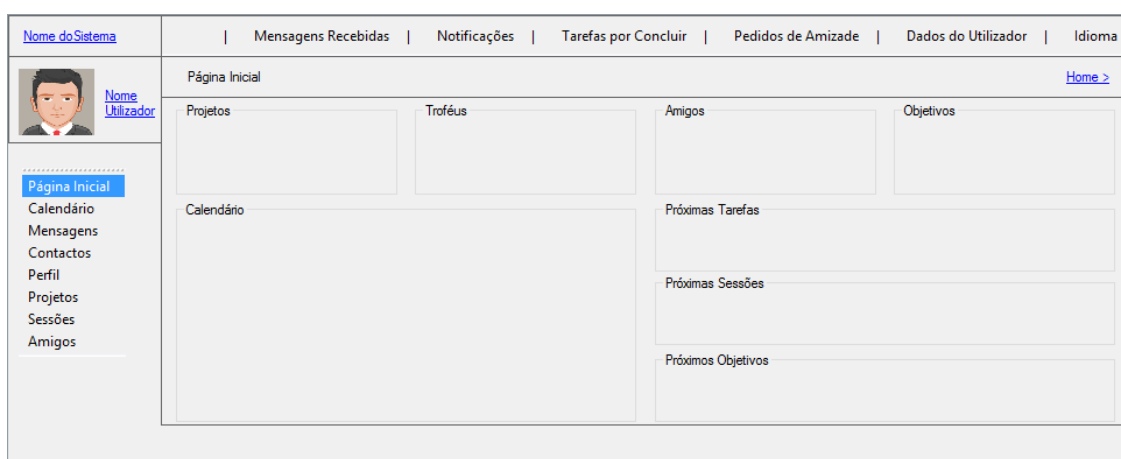 Nome do Sistema | Mensagens Recebidas | Notificações | Tarefas por Concluir | Pedidos de Amizade | Dados do Utilizador | Idioma
Nome
Utilizador
Página Inicial Home >
Projetos Troféus Amigos Objetivos
Página Inicial
Calendário
Mensagens
Contactos
Perfil
Projetos
Sessões
Amigos
Calendário
Próximas Tarefas
Próximas Sessões
Próximos Objetivos